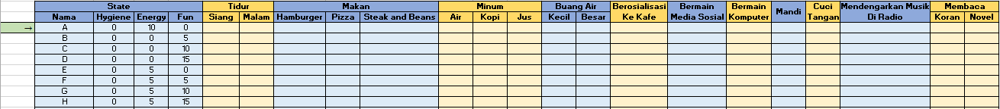 State Tidur Makan Minum Buang Air Berosialisasi Bermain Bermain Mandi Cuci Mendengarkan Musik Membaca
Nama Hygiene Energy Fun Siang Malam Hamburger Pizza Steak and Beans Air Kopi Jus Kecil Besar Ke Kafe Media Sosial Komputer Tangan Di Radio Koran Novel
→ A 0 10 0
B 0 0 5
C 0 0 10
D 0 0 15
E 0 5 0
F 0 5 5
G 0 5 10
H 0 5 15